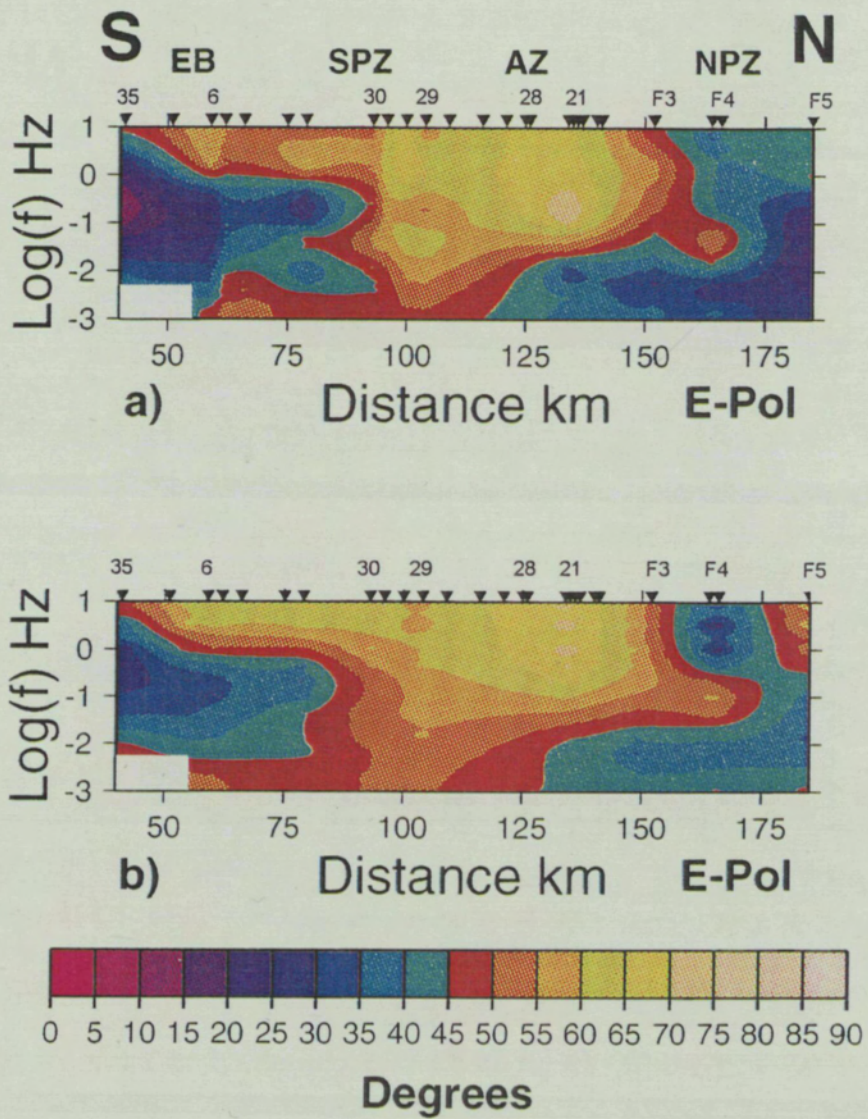 S N
EB SPZ AZ NPZ
35 6 30 29 28 21 F3 F4 F5
Log(f) Hz
1
0
-1
-2
-3
50 75 100 125 150 175
a) Distance km E-Pol
35 6 30 29 28 21 F3 F4 F5
Log(f) Hz
1
0
-1
-2
-3
50 75 100 125 150 175
b) Distance km E-Pol
0 5 10 15 20 25 30 35 40 45 50 55 60 65 70 75 80 85 90
Degrees